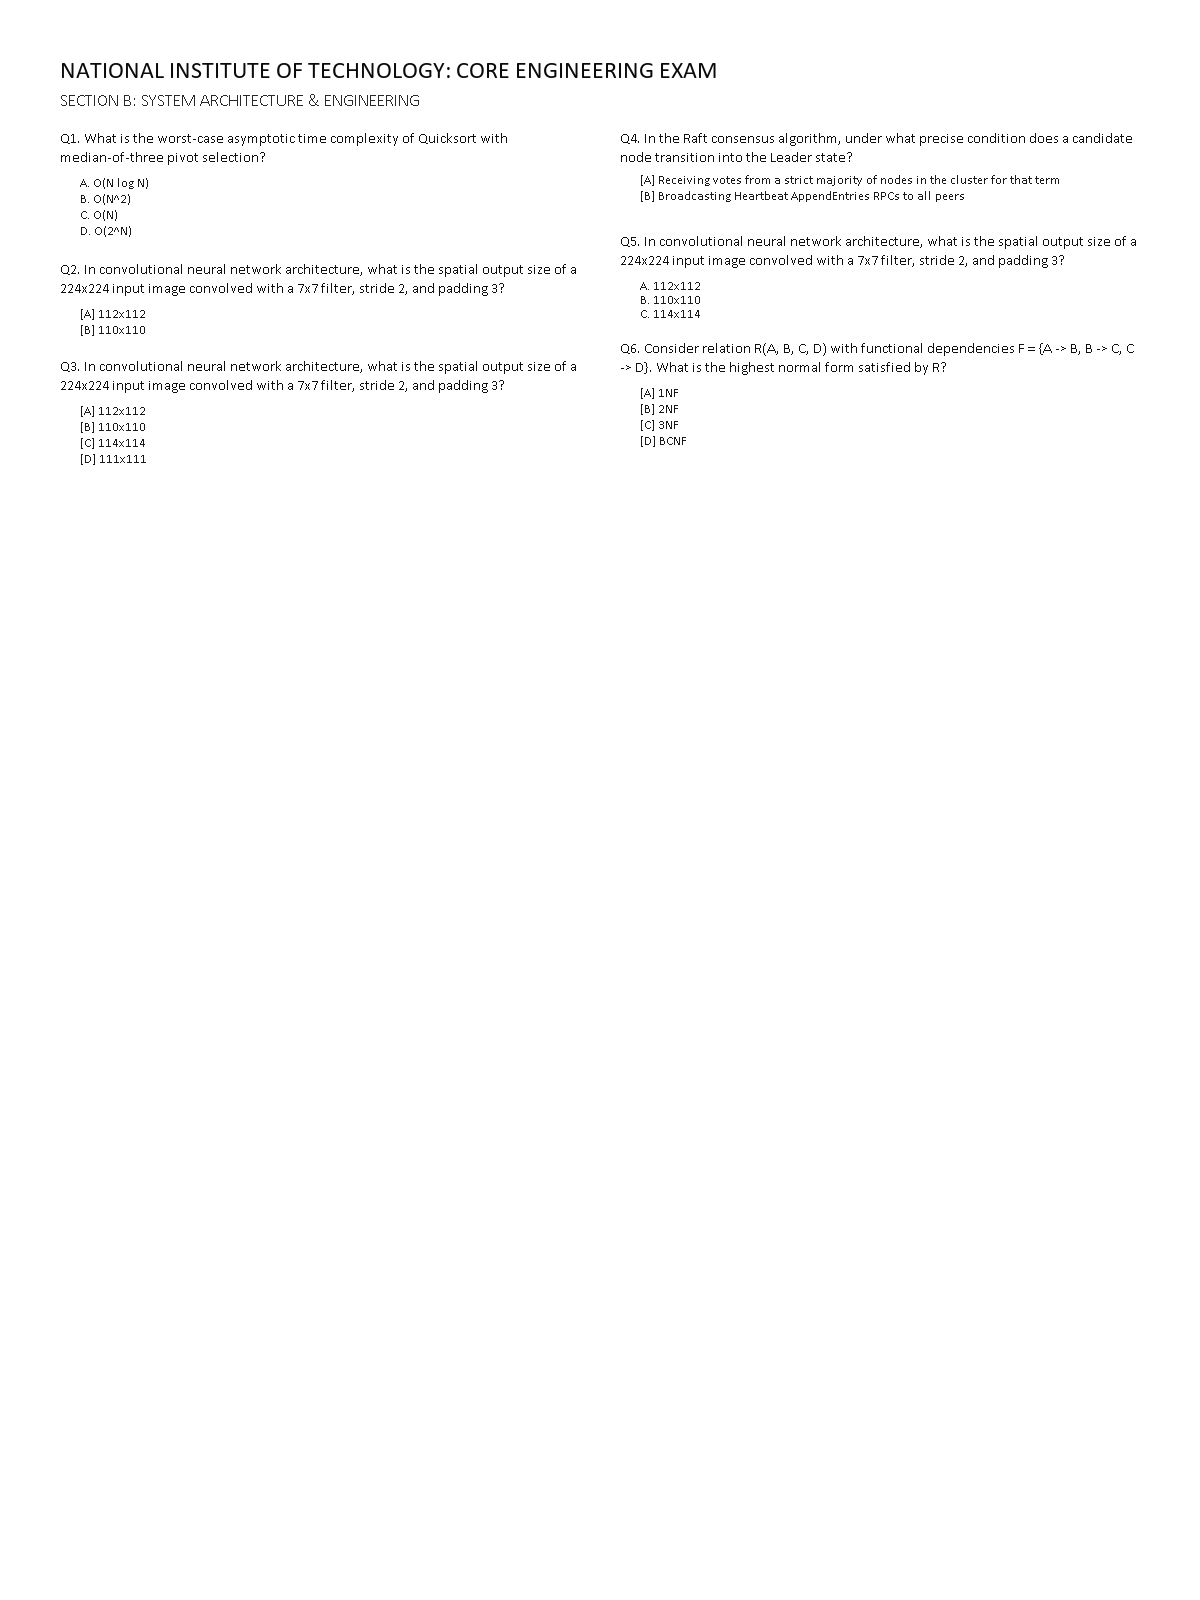 NATIONAL INSTITUTE OF TECHNOLOGY: CORE ENGINEERING EXAM
SECTION B: SYSTEM ARCHITECTURE & ENGINEERING
Q1. What is the worst-case asymptotic time complexity of Quicksort with
median-of-three pivot selection?
A. O(N log N)
B. O(N^2)
C. O(N)
D. O(2^N)
Q2. In convolutional neural network architecture, what is the spatial output size of a
224x224 input image convolved with a 7x7 filter, stride 2, and padding 3?
[A] 112x112
[B] 110x110
Q3. In convolutional neural network architecture, what is the spatial output size of a
224x224 input image convolved with a 7x7 filter, stride 2, and padding 3?
[A] 112x112
[B] 110x110
[C] 114x114
[D] 111x111
Q4. In the Raft consensus algorithm, under what precise condition does a candidate
node transition into the Leader state?
[A] Receiving votes from a strict majority of nodes in the cluster for that term
[B] Broadcasting Heartbeat AppendEntries RPCs to all peers
Q5. In convolutional neural network architecture, what is the spatial output size of a
224x224 input image convolved with a 7x7 filter, stride 2, and padding 3?
A. 112x112
B. 110x110
C. 114x114
Q6. Consider relation R(A, B, C, D) with functional dependencies F = {A -> B, B -> C, C
-> D}. What is the highest normal form satisfied by R?
[A] 1NF
[B] 2NF
[C] 3NF
[D] BCNF